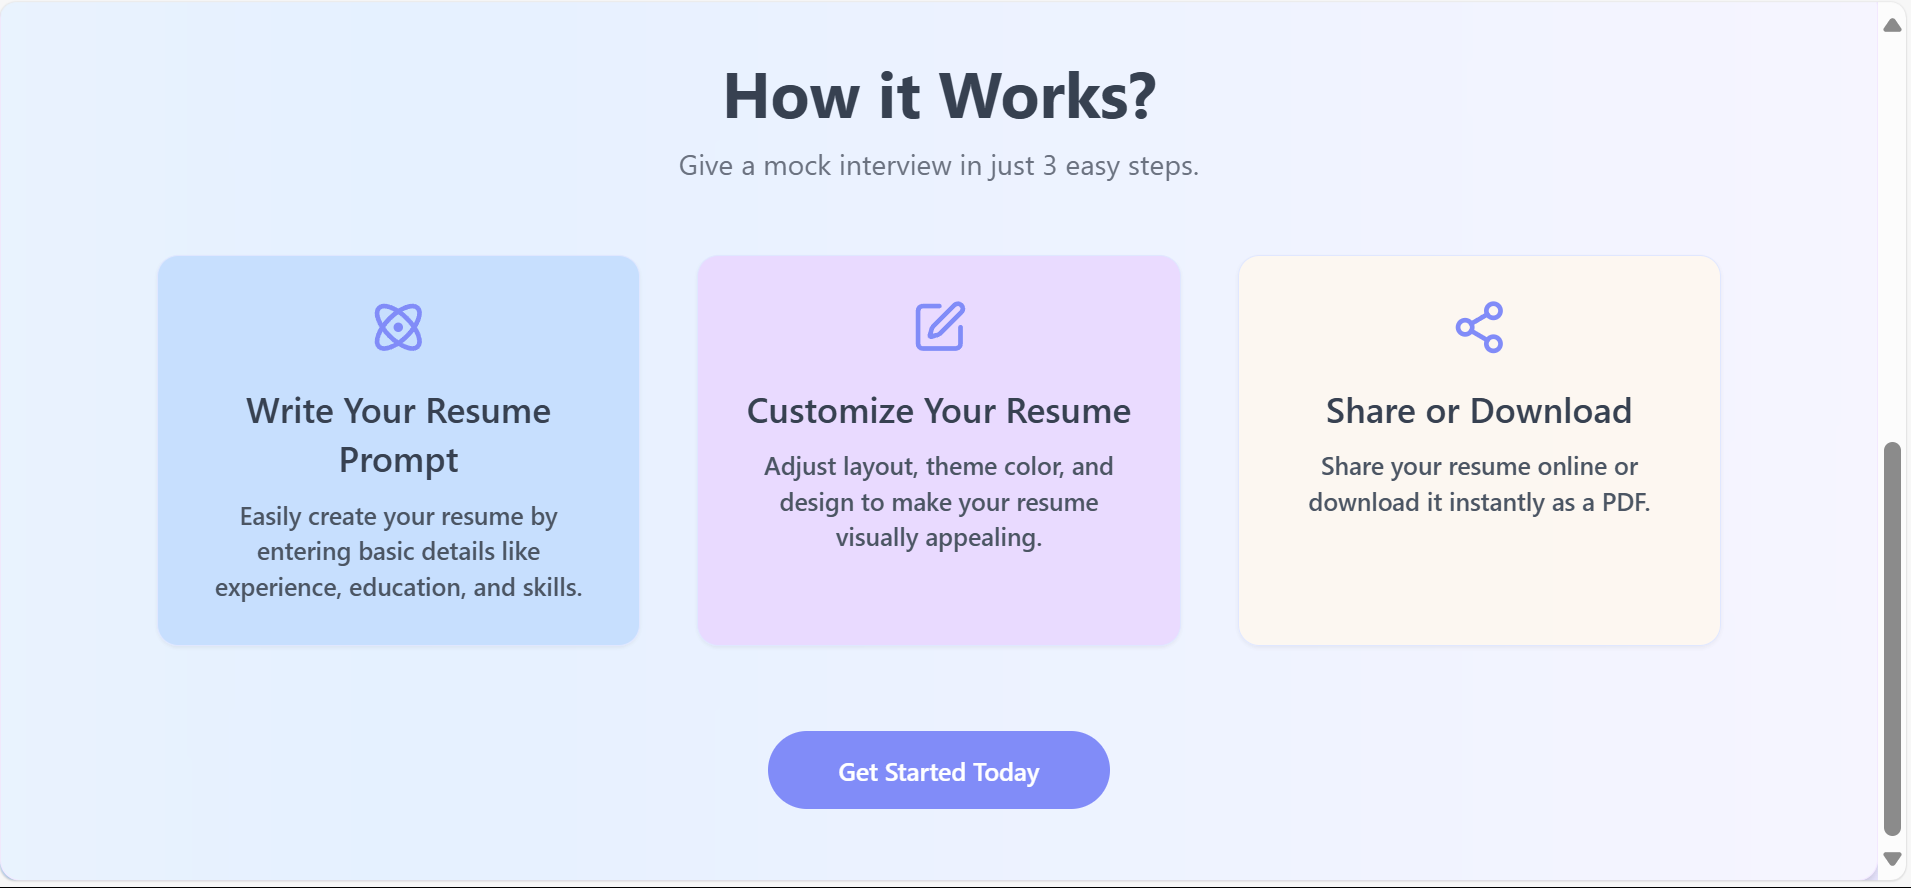 How it Works?
Give a mock interview in just 3 easy steps.
Write Your Resume
Prompt
Easily create your resume by
entering basic details like
experience, education, and skills.
Customize Your Resume
Adjust layout, theme color, and
design to make your resume
visually appealing.
Share or Download
Share your resume online or
download it instantly as a PDF.
Get Started Today